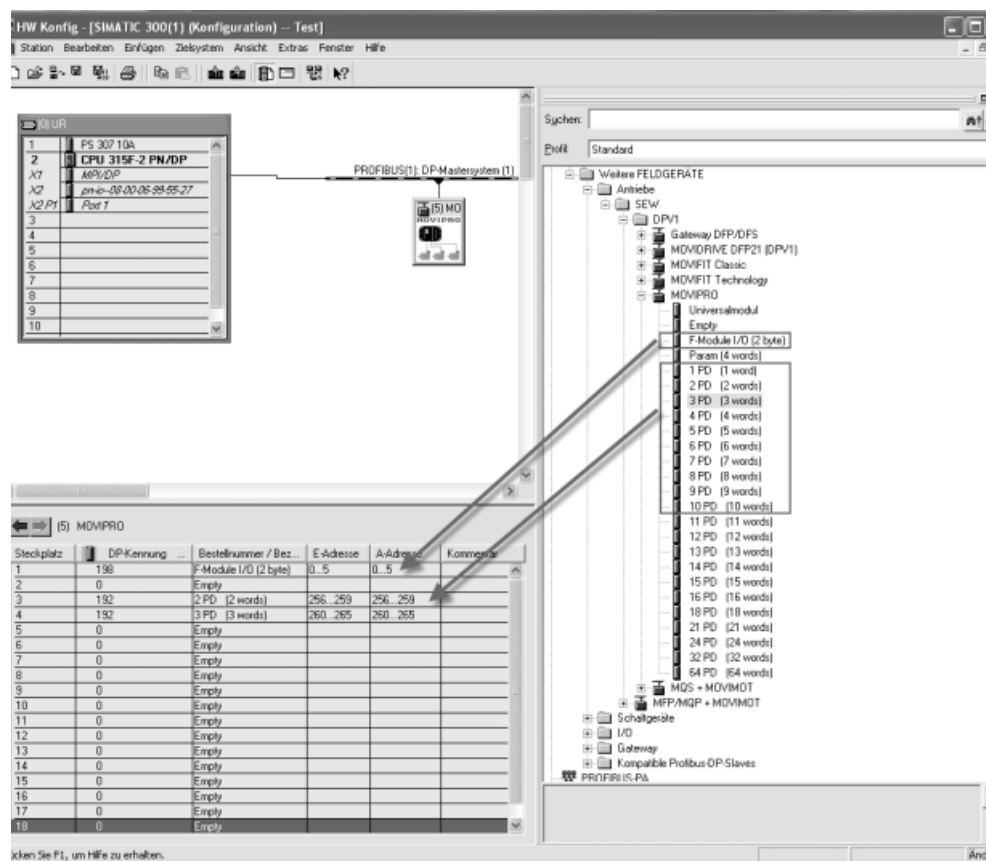 HW Konfig - [SIMATIC 300(1) (Konfiguration) -- Test]
Station Bearbeiten Einfügen Zielsystem Ansicht Extras Fenster Hilfe
(0) UR
1 PS 307 10A
2 CPU 315F-2 PN/DP
X1 MPI/DP
X2 pn-io-08-00-06-99-55-27
X2 P1 Port 1
3
4
5
6
7
8
9
10
PROFIBUS(1): DP-Mastersystem (1)
(5) MO
MOVIPRO
Suchen:
Profil: Standard
Weitere FELDGERÄTE
Antriebe
SEW
DPV1
Gateway DFP/DFS
MOVIDRIVE DFP21 (DPV1)
MOVIFIT Classic
MOVIFIT Technology
MOVIPRO
Universalmodul
Empty
F-Module I/O (2 byte)
Param (4 words)
1 PD (1 word)
2 PD (2 words)
3 PD (3 words)
4 PD (4 words)
5 PD (5 words)
6 PD (6 words)
7 PD (7 words)
8 PD (8 words)
9 PD (9 words)
10 PD (10 words)
11 PD (11 words)
12 PD (12 words)
13 PD (13 words)
14 PD (14 words)
15 PD (15 words)
16 PD (16 words)
18 PD (18 words)
21 PD (21 words)
24 PD (24 words)
32 PD (32 words)
64 PD (64 words)
MQS + MOVIMOT
MFP/MQP + MOVIMOT
Schaltgeräte
I/O
Gateway
Kompatible Profibus-DP-Slaves
PROFIBUS-PA
(5) MOVIPRO
Steckplatz DP-Kennung ... Bestellnummer / Bez... E-Adresse A-Adresse Kommentar
1 198 F-Module I/O (2 byte) 0...5 0...5
2 0 Empty
3 192 2 PD (2 words) 256...259 256...259
4 192 3 PD (3 words) 260...265 260...265
5 0 Empty
6 0 Empty
7 0 Empty
8 0 Empty
9 0 Empty
10 0 Empty
11 0 Empty
12 0 Empty
13 0 Empty
14 0 Empty
15 0 Empty
16 0 Empty
17 0 Empty
18 0 Empty
ücken Sie F1, um Hilfe zu erhalten.
Änd